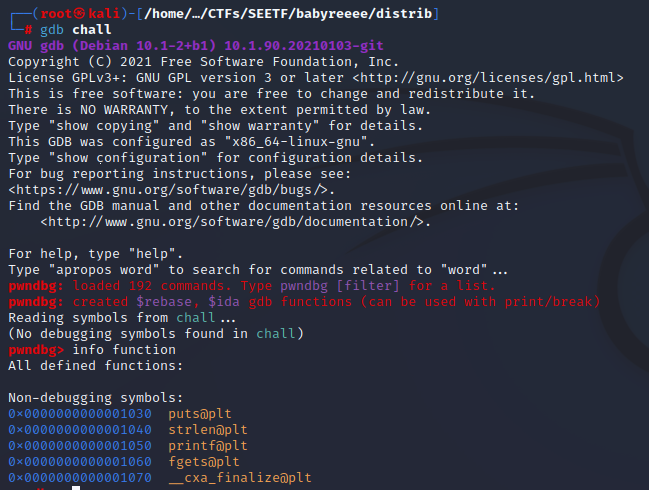 ┌──(root㉿kali)-[/home/…/CTFs/SEETF/babyreeee/distrib]
└─# gdb chall
GNU gdb (Debian 10.1-2+b1) 10.1.90.20210103-git
Copyright (C) 2021 Free Software Foundation, Inc.
License GPLv3+: GNU GPL version 3 or later <http://gnu.org/licenses/gpl.html>
This is free software: you are free to change and redistribute it.
There is NO WARRANTY, to the extent permitted by law.
Type "show copying" and "show warranty" for details.
This GDB was configured as "x86_64-linux-gnu".
Type "show configuration" for configuration details.
For bug reporting instructions, please see:
<https://www.gnu.org/software/gdb/bugs/>.
Find the GDB manual and other documentation resources online at:
    <http://www.gnu.org/software/gdb/documentation/>.

For help, type "help".
Type "apropos word" to search for commands related to "word"...
pwndbg: loaded 192 commands. Type pwndbg [filter] for a list.
pwndbg: created $rebase, $ida gdb functions (can be used with print/break)
Reading symbols from chall...
(No debugging symbols found in chall)
pwndbg> info function
All defined functions:

Non-debugging symbols:
0x0000000000001030  puts@plt
0x0000000000001040  strlen@plt
0x0000000000001050  printf@plt
0x0000000000001060  fgets@plt
0x0000000000001070  __cxa_finalize@plt